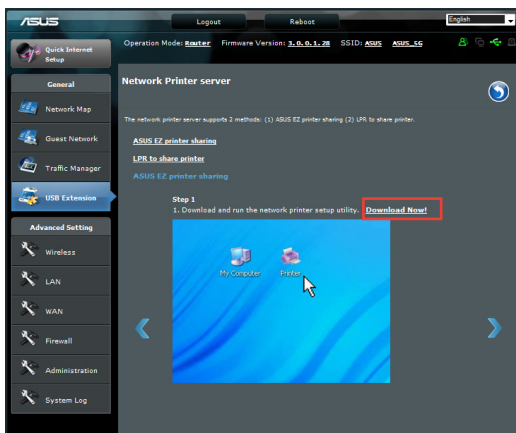 ASUS
Logout
Reboot
English
Quick Internet
Setup
Operation Mode: Router Firmware Version: 3.0.0.1.28 SSID: ASUS ASUS_5G
General
Network Map
Guest Network
Traffic Manager
USB Extension
Advanced Setting
Wireless
LAN
WAN
Firewall
Administration
System Log
Network Printer server
The network printer server supports 2 methods: (1) ASUS EZ printer sharing (2) LPR to share printer.
ASUS EZ printer sharing
LPR to share printer
ASUS EZ printer sharing
Step 1
1. Download and run the network printer setup utility. Download Now!
My Computer
Printer